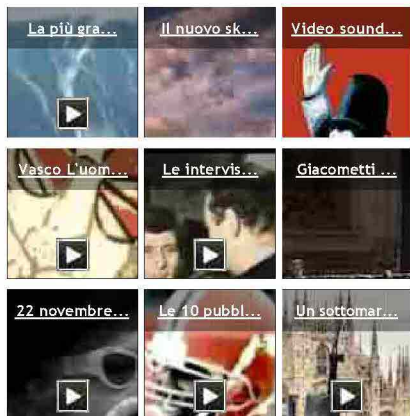 La più gra...
Il nuovo sk...
Video sound...
Vasco L'uom...
Le intervis...
Giacometti ...
22 novembre...
Le 10 pubbl...
Un sottomar...